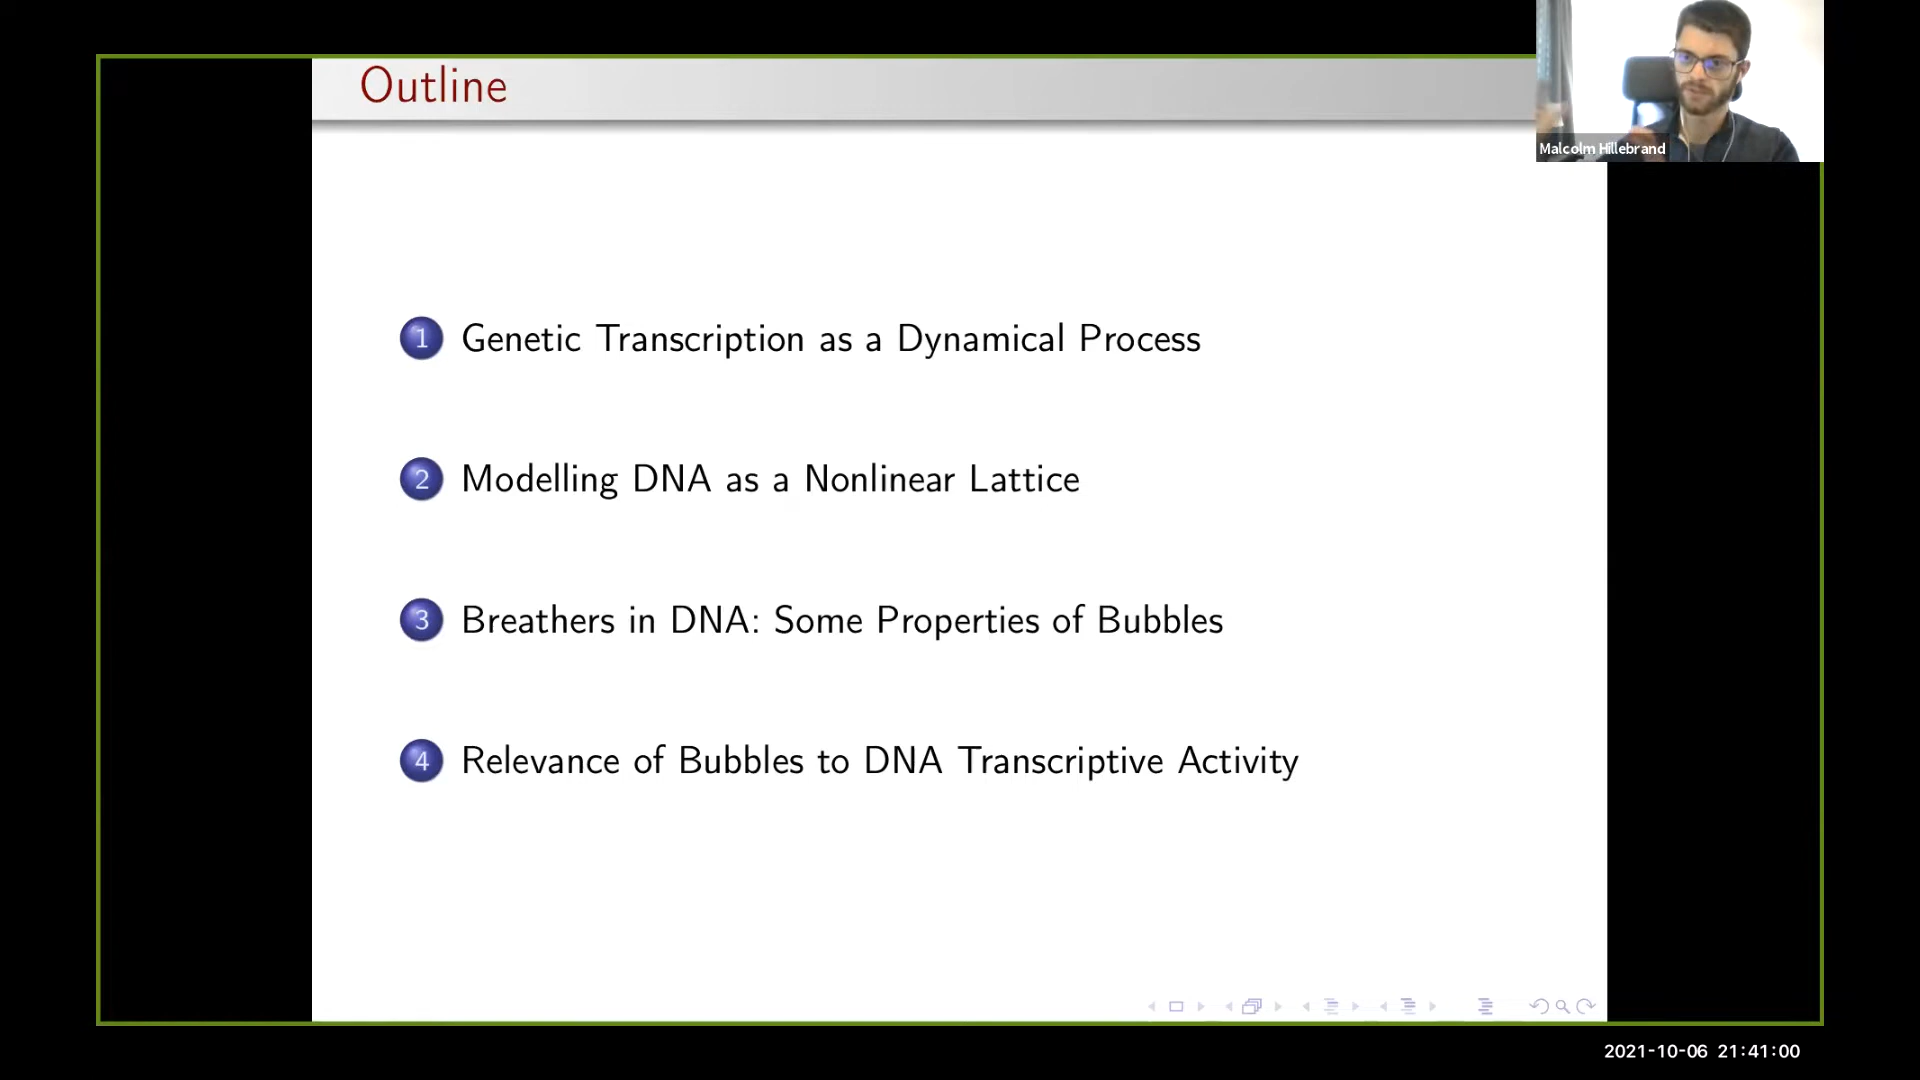 Outline
Malcolm Hillebrand
1 Genetic Transcription as a Dynamical Process
2 Modelling DNA as a Nonlinear Lattice
3 Breathers in DNA: Some Properties of Bubbles
4 Relevance of Bubbles to DNA Transcriptive Activity
2021-10-06 21:41:00